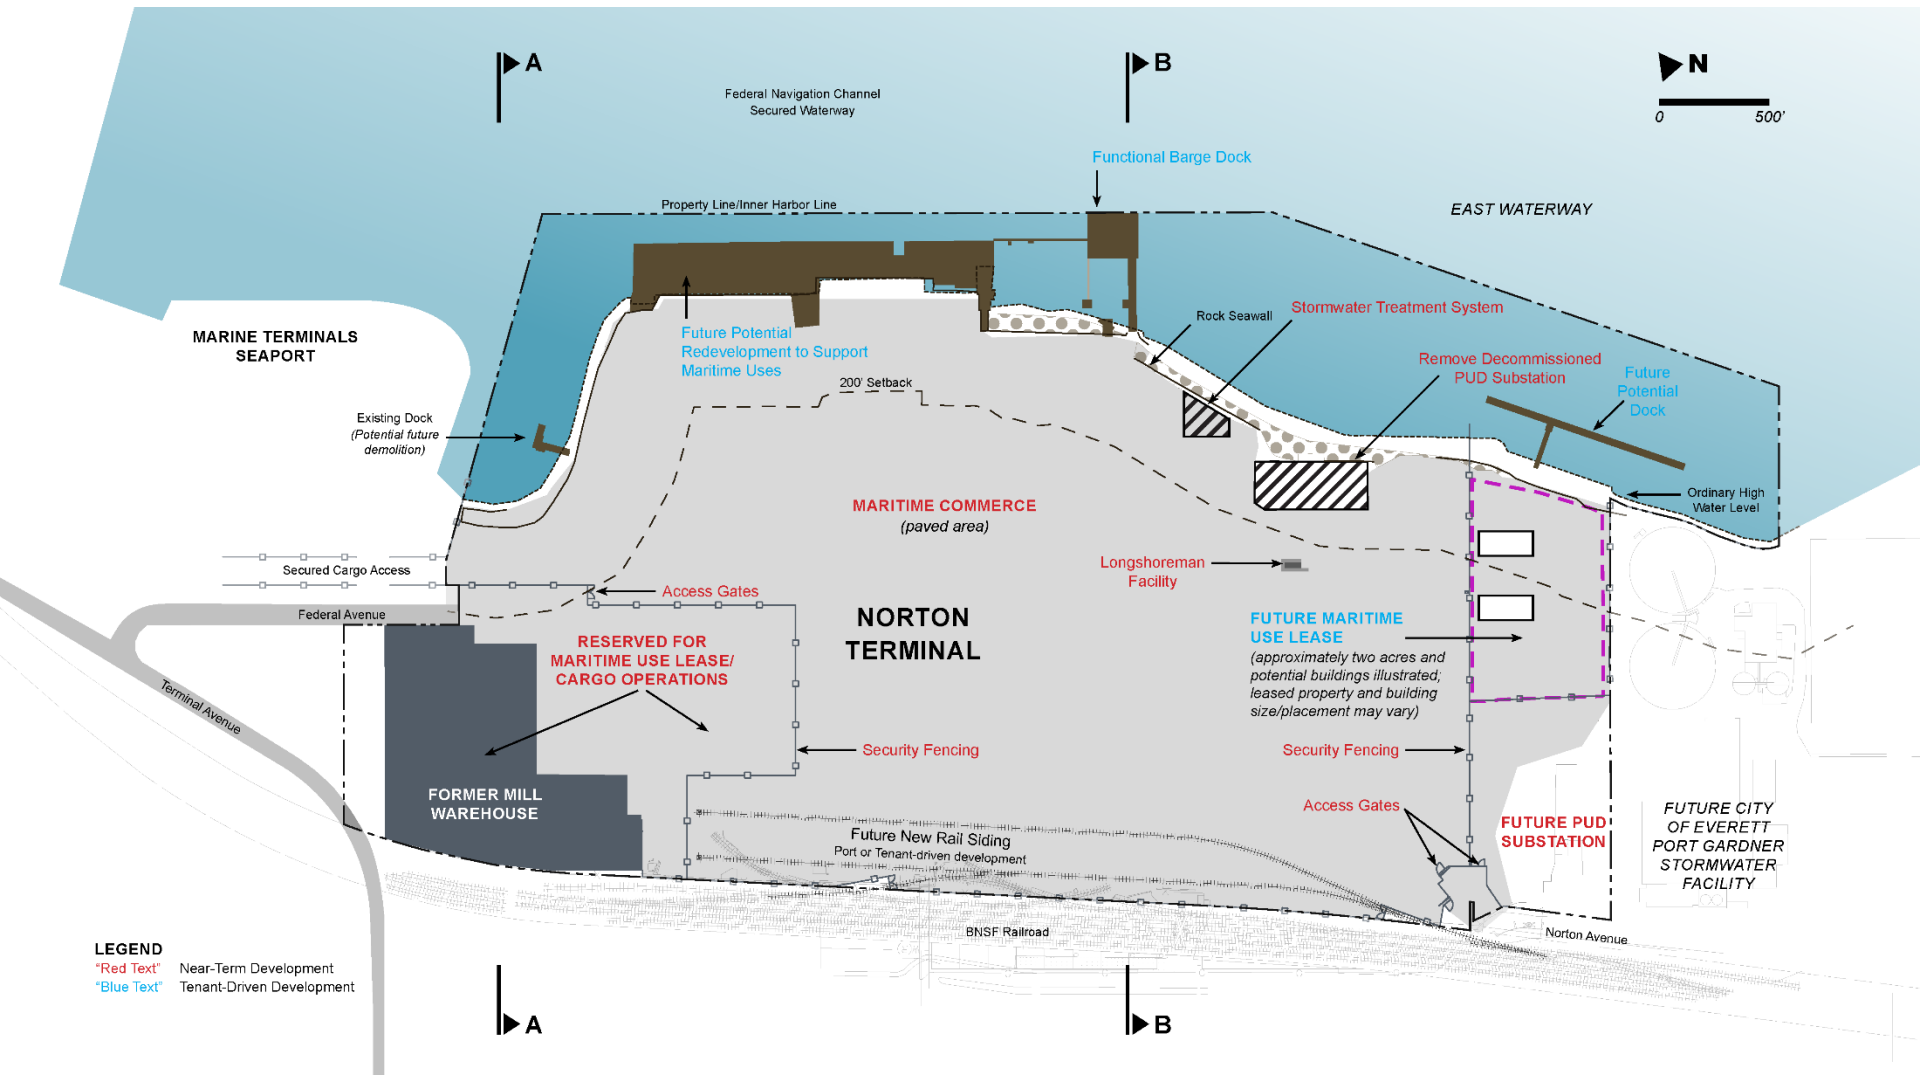 A
B
N
Federal Navigation Channel
Secured Waterway
0 500'
Functional Barge Dock
Property Line/Inner Harbor Line
EAST WATERWAY
MARINE TERMINALS
SEAPORT
Future Potential
Redevelopment to Support
Maritime Uses
Rock Seawall
Stormwater Treatment System
Remove Decommissioned
PUD Substation
Future
Potential
Dock
200' Setback
Existing Dock
(Potential future
demolition)
MARITIME COMMERCE
(paved area)
Ordinary High
Water Level
Secured Cargo Access
Longshoreman
Facility
Access Gates
Federal Avenue
NORTON
TERMINAL
RESERVED FOR
MARITIME USE LEASE/
CARGO OPERATIONS
FUTURE MARITIME
USE LEASE
(approximately two acres and
potential buildings illustrated;
leased property and building
size/placement may vary)
Terminal Avenue
Security Fencing
Security Fencing
FORMER MILL
WAREHOUSE
Access Gates
FUTURE PUD
SUBSTATION
FUTURE CITY
OF EVERETT
PORT GARDNER
STORMWATER
FACILITY
Future New Rail Siding
Port or Tenant-driven development
BNSF Railroad
Norton Avenue
LEGEND
"Red Text" Near-Term Development
"Blue Text" Tenant-Driven Development
A
B